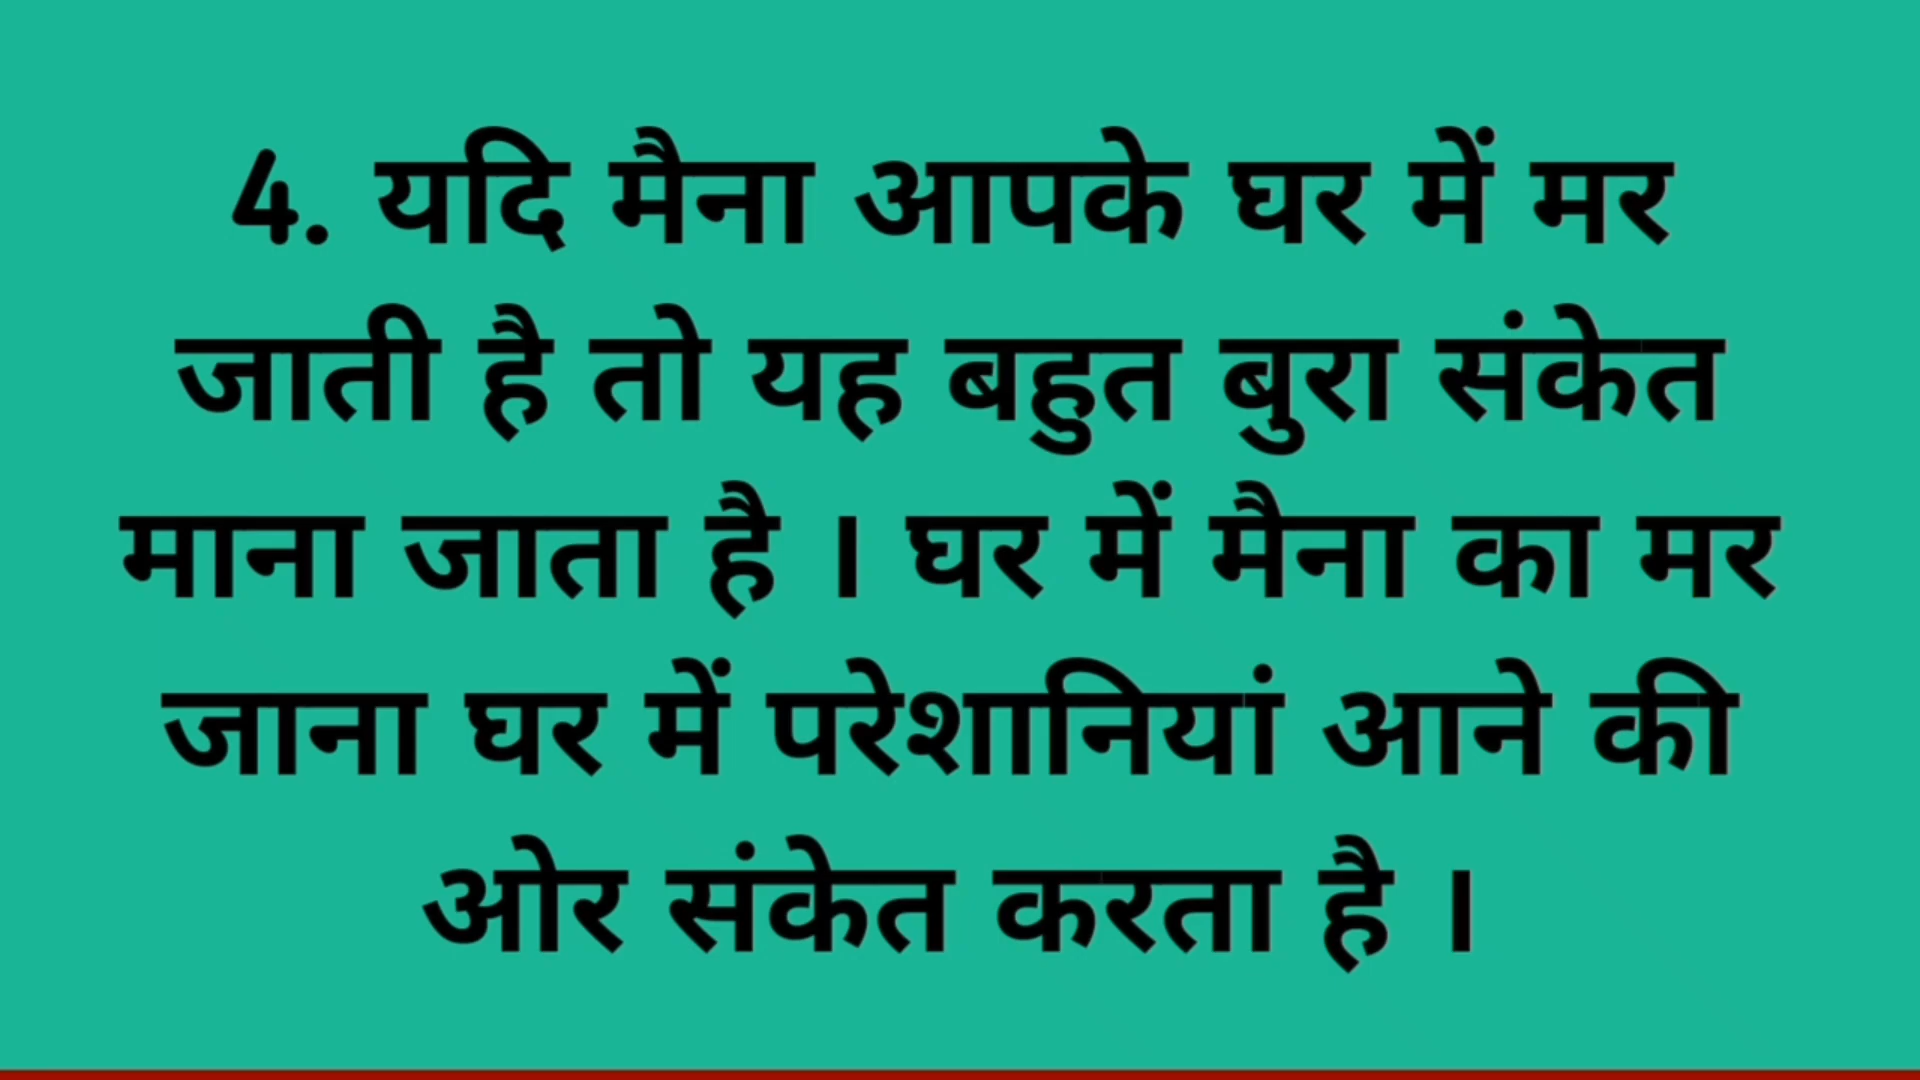 4. यदि मैना आपके घर में मर
जाती है तो यह बहुत बुरा संकेत
माना जाता है । घर में मैना का मर
जाना घर में परेशानियां आने की
ओर संकेत करता है ।